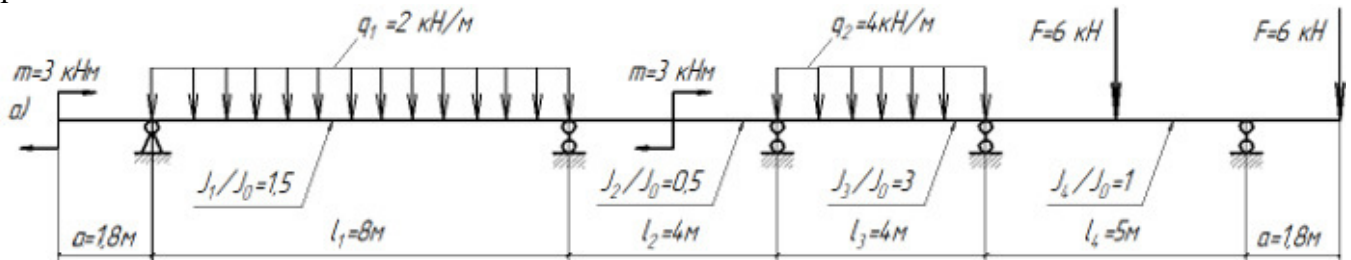 q₁ =2 кН/м
q₂ =4кН/м
F=6 кН
F=6 кН
m=3 кНм
m=3 кНм
а)
J₁/J₀=1,5
J₂/J₀=0,5
J₃/J₀=3
J₄/J₀=1
a=1,8м
l₁=8м
l₂=4м
l₃=4м
l₄=5м
a=1,8м